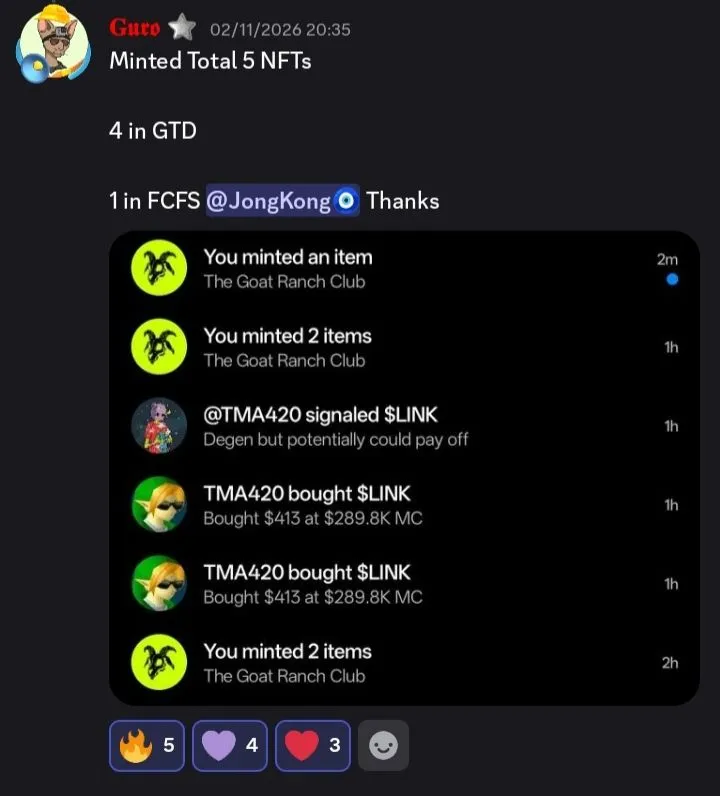 Guro 02/11/2026 20:35
Minted Total 5 NFTs
4 in GTD
1 in FCFS @JongKong🧿 Thanks
You minted an item 2m
The Goat Ranch Club
You minted 2 items 1h
The Goat Ranch Club
@TMA420 signaled $LINK 1h
Degen but potentially could pay off
TMA420 bought $LINK 1h
Bought $413 at $289.8K MC
TMA420 bought $LINK 1h
Bought $413 at $289.8K MC
You minted 2 items 2h
The Goat Ranch Club
🔥 5 💜 4 ❤️ 3